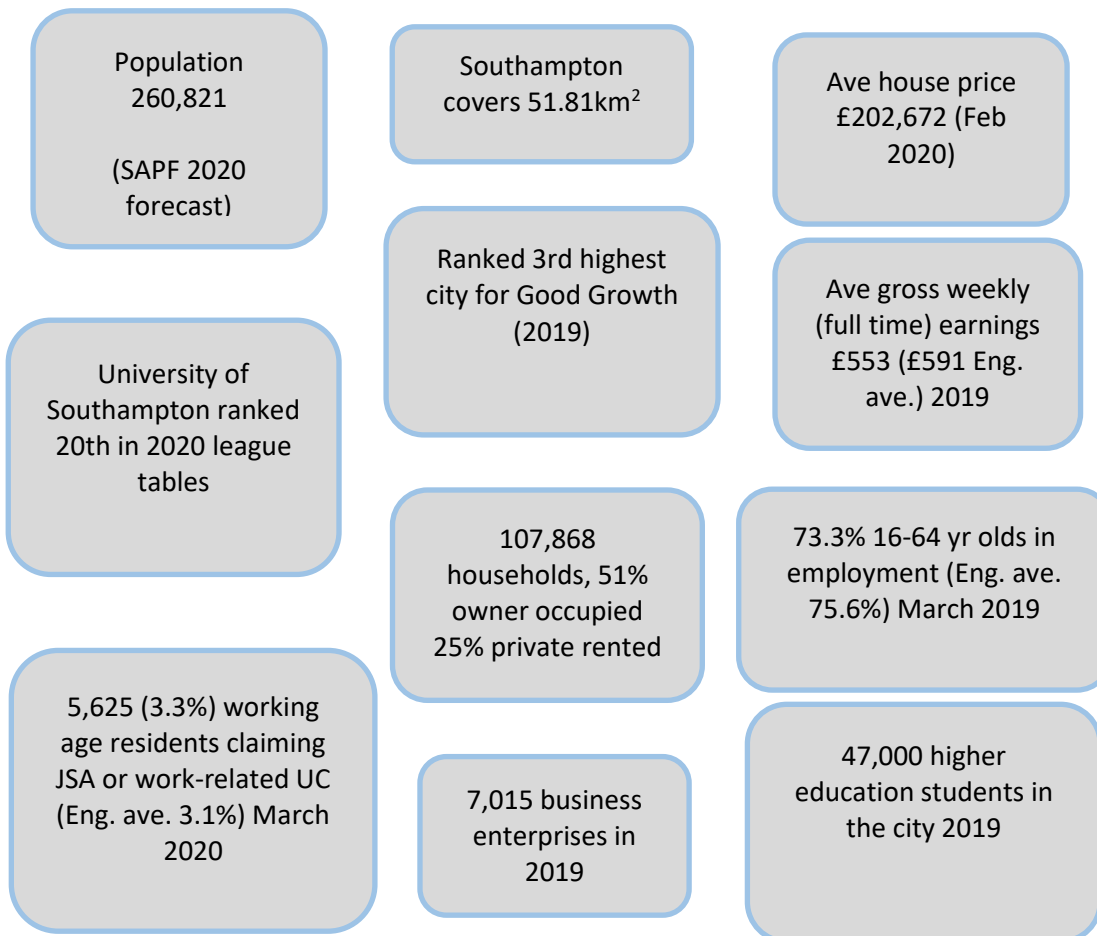 Population
260,821
(SAPF 2020
forecast)
Southampton
covers 51.81km²
Ave house price
£202,672 (Feb
2020)
Ranked 3rd highest
city for Good Growth
(2019)
Ave gross weekly
(full time) earnings
£553 (£591 Eng.
ave.) 2019
University of
Southampton ranked
20th in 2020 league
tables
107,868
households, 51%
owner occupied
25% private rented
73.3% 16-64 yr olds in
employment (Eng. ave.
75.6%) March 2019
5,625 (3.3%) working
age residents claiming
JSA or work-related UC
(Eng. ave. 3.1%) March
2020
7,015 business
enterprises in
2019
47,000 higher
education students in
the city 2019